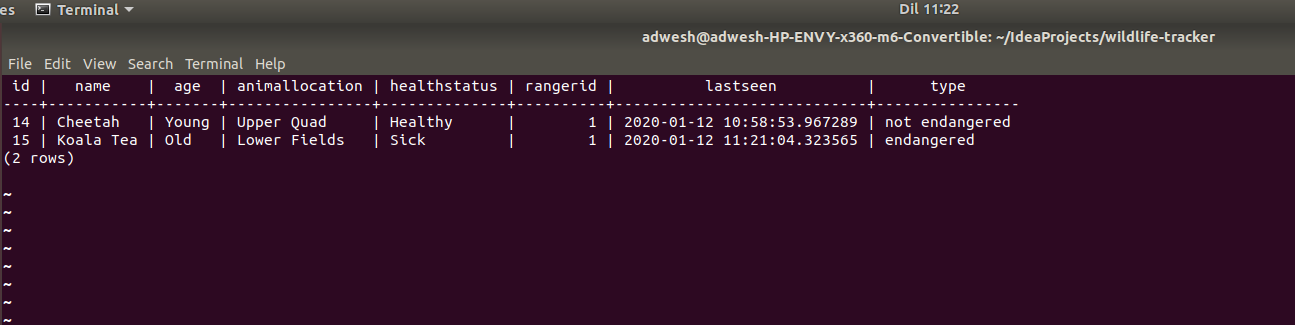 es Terminal Dil 11:22
adwesh@adwesh-HP-ENVY-x360-m6-Convertible: ~/IdeaProjects/wildlife-tracker
File Edit View Search Terminal Help
 id |   name    |  age  | animallocation | healthstatus | rangerid |          lastseen          |      type      
----+-----------+-------+----------------+--------------+----------+----------------------------+----------------
 14 | Cheetah   | Young | Upper Quad     | Healthy      |        1 | 2020-01-12 10:58:53.967289 | not endangered
 15 | Koala Tea | Old   | Lower Fields   | Sick         |        1 | 2020-01-12 11:21:04.323565 | endangered
(2 rows)
~
~
~
~
~
~
~
~